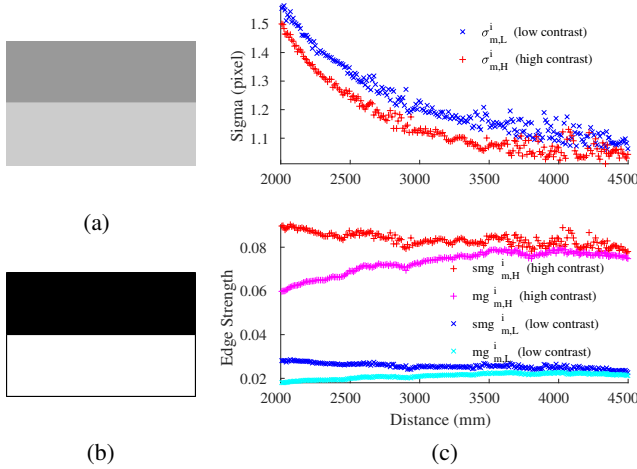 1.5
1.4
1.3
1.2
1.1
Sigma (pixel)
σ i m,L (low contrast)
σ i m,H (high contrast)
2000 2500 3000 3500 4000 4500
(a)
0.08
0.06
0.04
0.02
Edge Strength
smg i m,H (high contrast)
mg i m,H (high contrast)
smg i m,L (low contrast)
mg i m,L (low contrast)
2000 2500 3000 3500 4000 4500
Distance (mm)
(b)
(c)